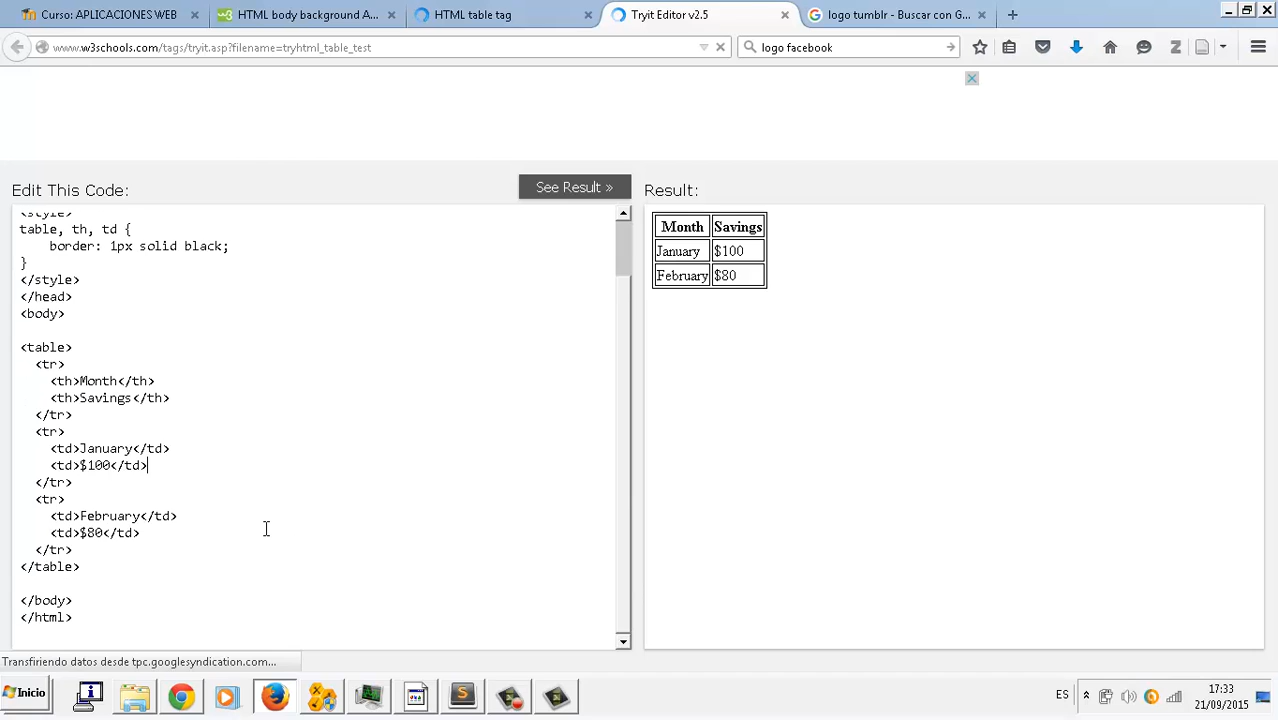 Curso: APLICACIONES WEB
HTML body background A...
HTML table tag
Tryit Editor v2.5
logo tumblr - Buscar con G...
www.w3schools.com/tags/tryit.asp?filename=tryhtml_table_test
logo facebook
Edit This Code:
See Result »
Result:
<style>
table, th, td {
    border: 1px solid black;
}
</style>
</head>
<body>
<table>
  <tr>
    <th>Month</th>
    <th>Savings</th>
  </tr>
  <tr>
    <td>January</td>
    <td>$100</td>
  </tr>
  <tr>
    <td>February</td>
    <td>$80</td>
  </tr>
</table>
</body>
</html>
Month Savings
January $100
February $80
Transfiriendo datos desde tpc.googlesyndication.com...
Inicio
ES
17:33
21/09/2015